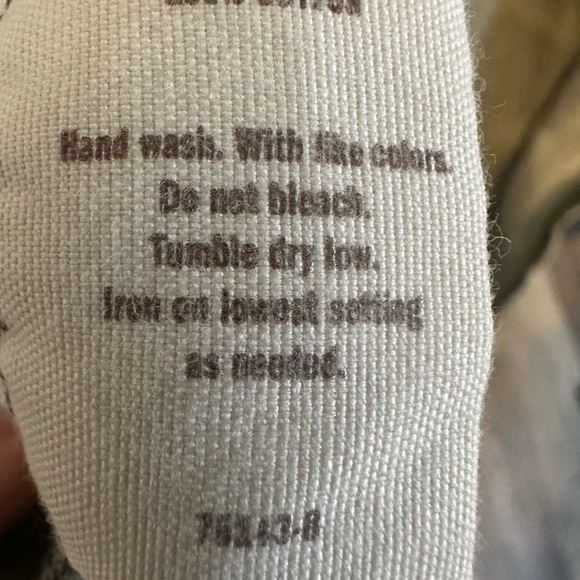 Hand wash. With like colors.
Do not bleach.
Tumble dry low.
Iron on lowest setting
as needed.